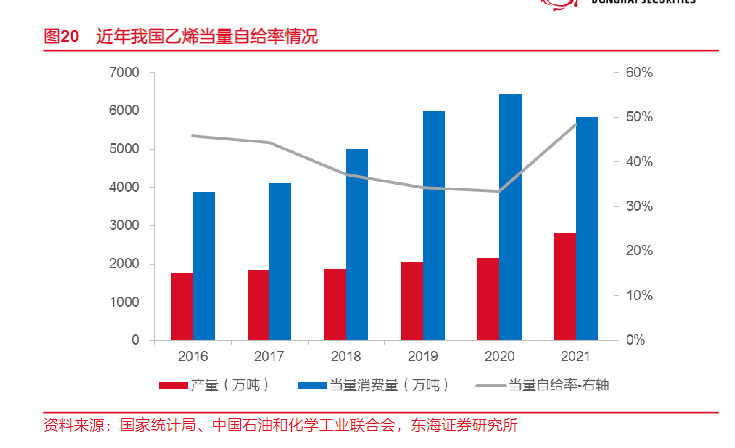 DONGHAI SECURITIES
图20 近年我国乙烯当量自给率情况
7000 60%
6000 50%
5000 40%
4000
3000 30%
2000 20%
1000 10%
0 0%
2016 2017 2018 2019 2020 2021
产量（万吨） 当量消费量（万吨） 当量自给率-右轴
资料来源：国家统计局、中国石油和化学工业联合会，东海证券研究所